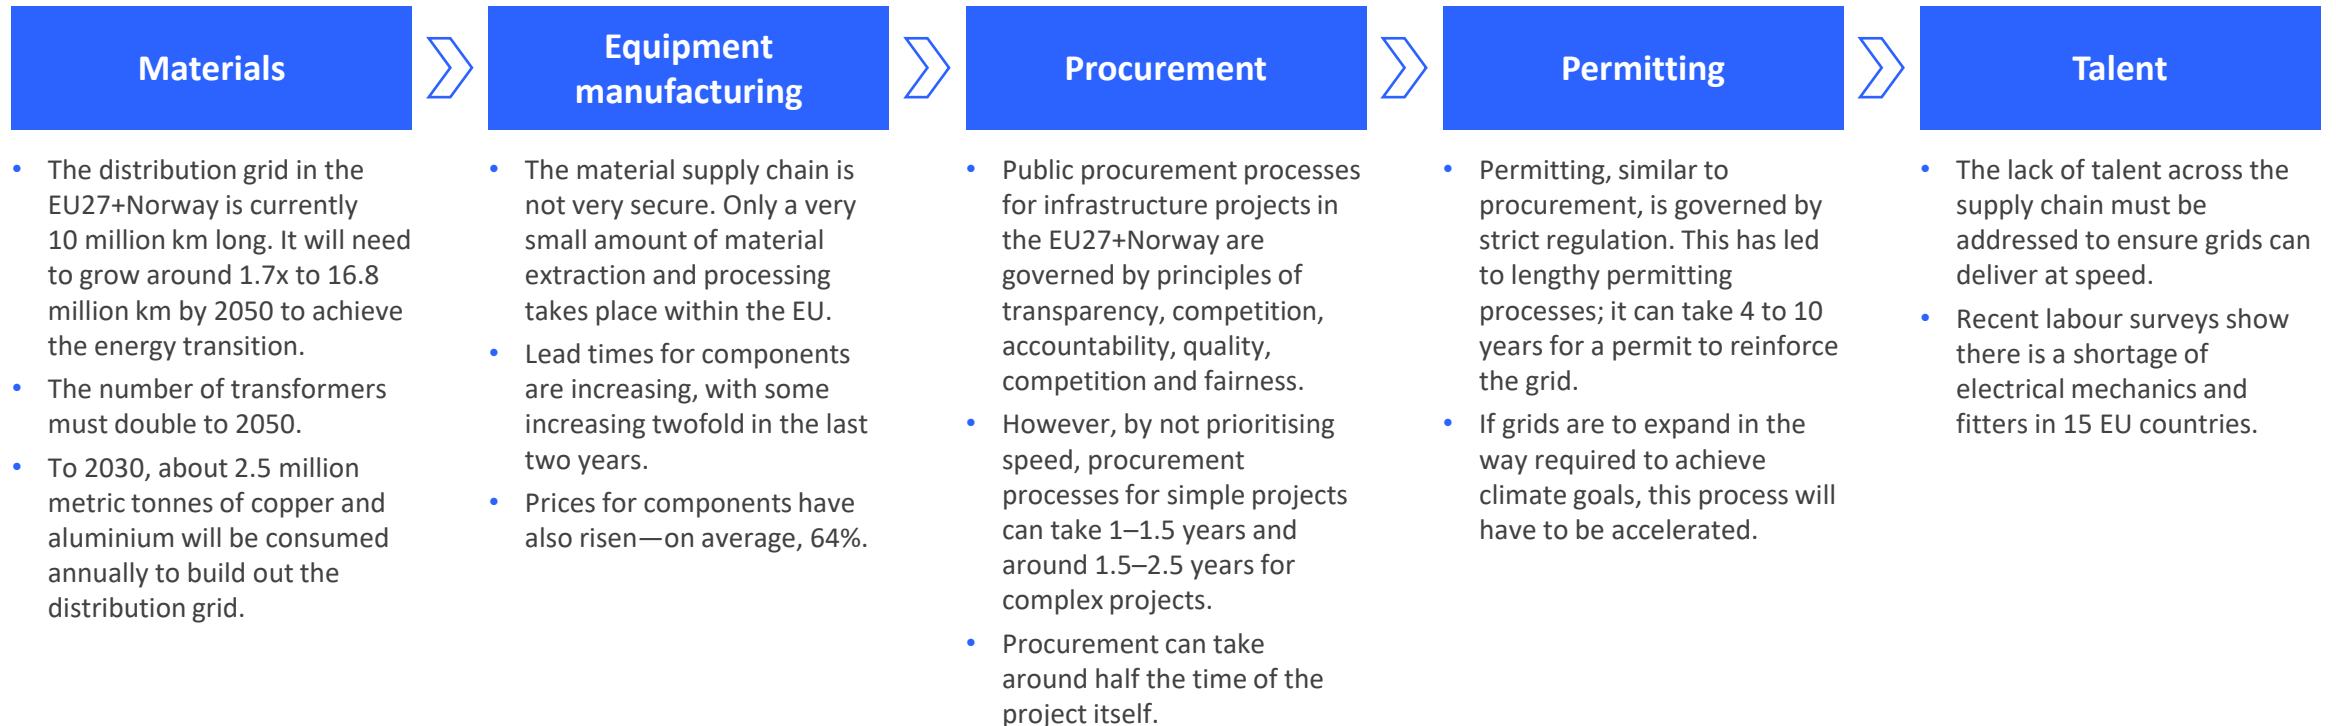 Materials
• The distribution grid in the
EU27+Norway is currently
10 million km long. It will need
to grow around 1.7x to 16.8
million km by 2050 to achieve
the energy transition.
• The number of transformers
must double to 2050.
• To 2030, about 2.5 million
metric tonnes of copper and
aluminium will be consumed
annually to build out the
distribution grid.
Equipment
manufacturing
• The material supply chain is
not very secure. Only a very
small amount of material
extraction and processing
takes place within the EU.
• Lead times for components
are increasing, with some
increasing twofold in the last
two years.
• Prices for components have
also risen—on average, 64%.
Procurement
• Public procurement processes
for infrastructure projects in
the EU27+Norway are
governed by principles of
transparency, competition,
accountability, quality,
competition and fairness.
• However, by not prioritising
speed, procurement
processes for simple projects
can take 1–1.5 years and
around 1.5–2.5 years for
complex projects.
• Procurement can take
around half the time of the
project itself.
Permitting
• Permitting, similar to
procurement, is governed by
strict regulation. This has led
to lengthy permitting
processes; it can take 4 to 10
years for a permit to reinforce
the grid.
• If grids are to expand in the
way required to achieve
climate goals, this process will
have to be accelerated.
Talent
• The lack of talent across the
supply chain must be
addressed to ensure grids can
deliver at speed.
• Recent labour surveys show
there is a shortage of
electrical mechanics and
fitters in 15 EU countries.